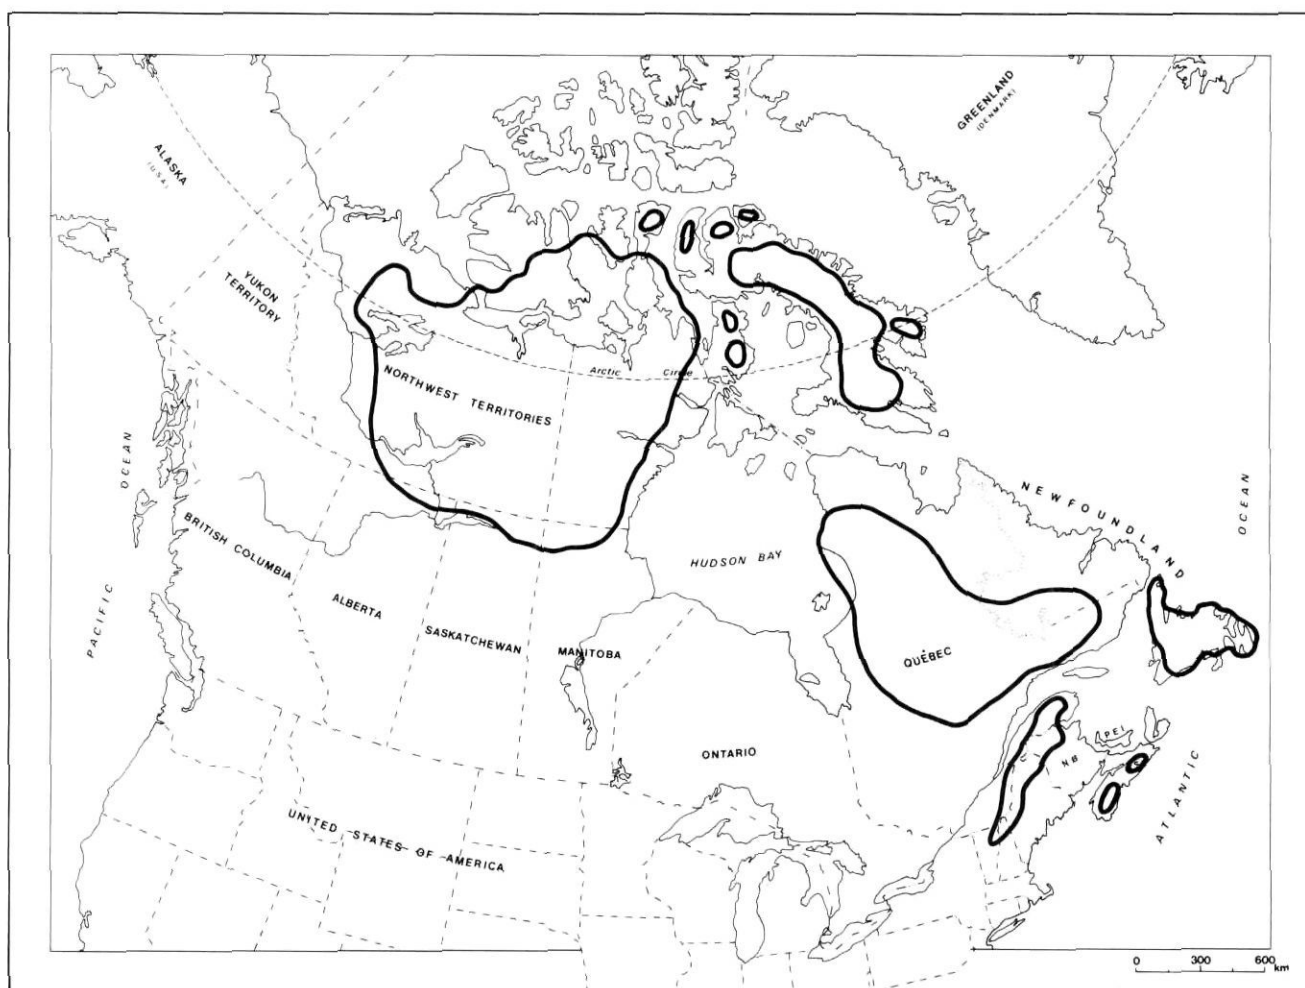 GREENLAND
(DENMARK)
ALASKA
(U.S.A.)
YUKON
TERRITORY
Arctic Circle
NORTHWEST TERRITORIES
PACIFIC OCEAN
NEWFOUNDLAND
ATLANTIC OCEAN
BRITISH COLUMBIA
HUDSON BAY
ALBERTA
SASKATCHEWAN
MANITOBA
QUÉBEC
ONTARIO
PEI
NB
UNITED STATES OF AMERICA
0 300 600
km